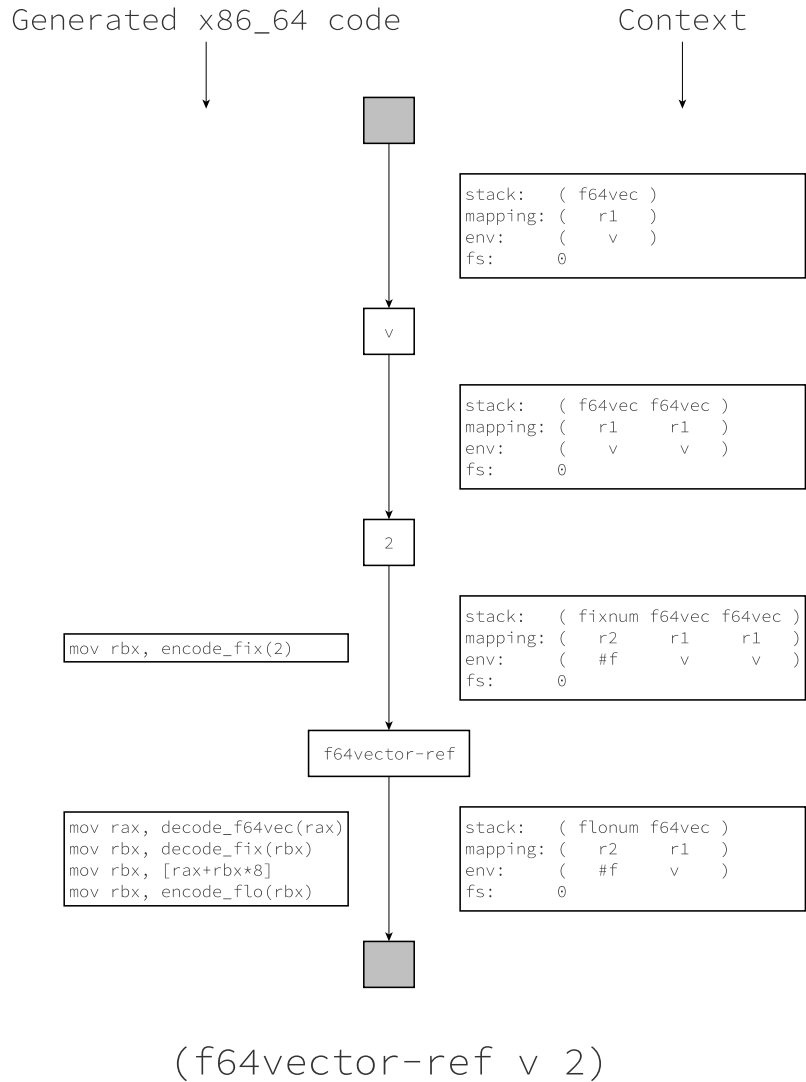 Generated x86_64 code
Context
stack:   ( f64vec )
mapping: (   r1   )
env:     (    v   )
fs:      0
v
stack:   ( f64vec f64vec )
mapping: (   r1     r1   )
env:     (    v      v   )
fs:      0
2
mov rbx, encode_fix(2)
stack:   ( fixnum f64vec f64vec )
mapping: (   r2     r1     r1   )
env:     (   #f      v      v   )
fs:      0
f64vector-ref
mov rax, decode_f64vec(rax)
mov rbx, decode_fix(rbx)
mov rbx, [rax+rbx*8]
mov rbx, encode_flo(rbx)
stack:   ( flonum f64vec )
mapping: (   r2     r1   )
env:     (   #f     v    )
fs:      0
(f64vector-ref v 2)